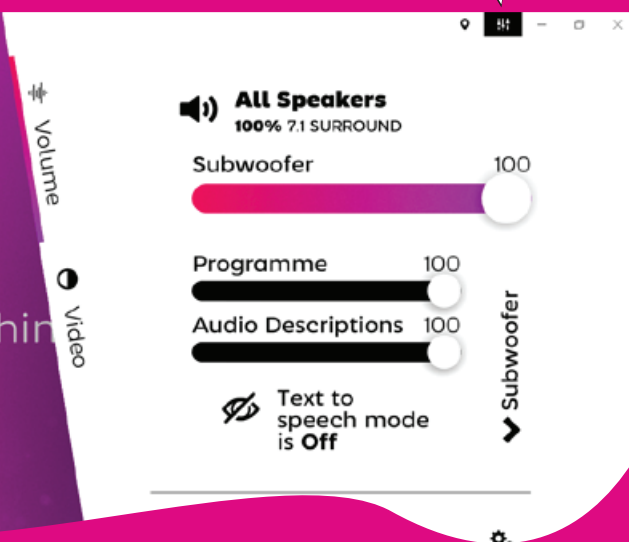 Volume
Video
hin
All Speakers
100% 7.1 SURROUND
Subwoofer 100
Programme 100
Audio Descriptions 100
Subwoofer
Text to
speech mode
is Off